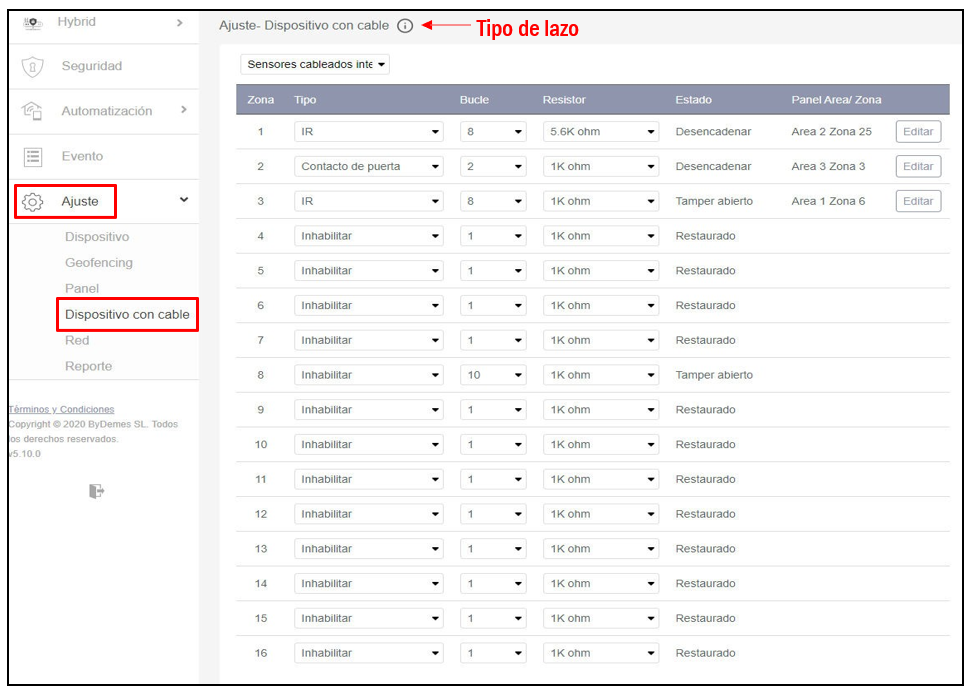 Hybrid
Seguridad
Automatización
Evento
Ajuste
Dispositivo
Geofencing
Panel
Dispositivo con cable
Red
Reporte
Términos y Condiciones
Copyright © 2020 ByDemes SL. Todos
los derechos reservados.
v5.10.0
Ajuste- Dispositivo con cable
Tipo de lazo
Sensores cableados inte
Zona Tipo Bucle Resistor Estado Panel Area/ Zona
1 IR 8 5.6K ohm Desencadenar Area 2 Zona 25 Editar
2 Contacto de puerta 2 1K ohm Desencadenar Area 3 Zona 3 Editar
3 IR 8 1K ohm Tamper abierto Area 1 Zona 6 Editar
4 Inhabilitar 1 1K ohm Restaurado
5 Inhabilitar 1 1K ohm Restaurado
6 Inhabilitar 1 1K ohm Restaurado
7 Inhabilitar 1 1K ohm Restaurado
8 Inhabilitar 10 1K ohm Tamper abierto
9 Inhabilitar 1 1K ohm Restaurado
10 Inhabilitar 1 1K ohm Restaurado
11 Inhabilitar 1 1K ohm Restaurado
12 Inhabilitar 1 1K ohm Restaurado
13 Inhabilitar 1 1K ohm Restaurado
14 Inhabilitar 1 1K ohm Restaurado
15 Inhabilitar 1 1K ohm Restaurado
16 Inhabilitar 1 1K ohm Restaurado